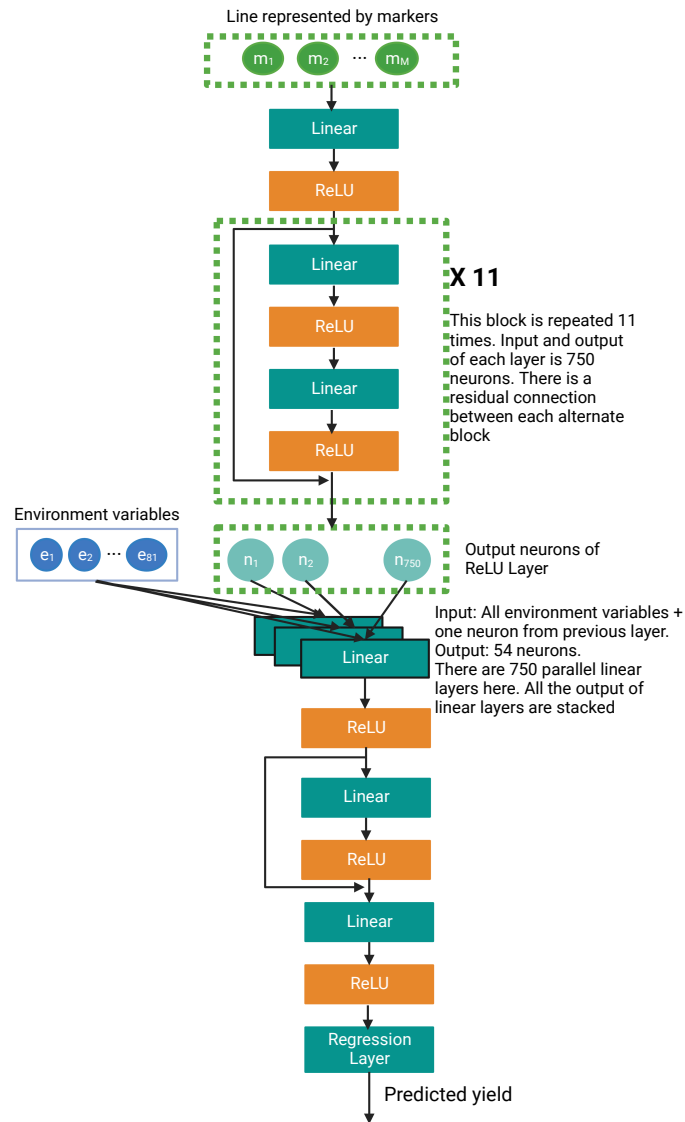 Line represented by markers
m1 m2 ... mM
Linear
ReLU
Linear
X 11
ReLU
This block is repeated 11
times. Input and output
of each layer is 750
neurons. There is a
residual connection
between each alternate
block
Linear
ReLU
Environment variables
e1 e2 ... e81
n1 n2 n750
Output neurons of
ReLU Layer
Input: All environment variables +
one neuron from previous layer.
Output: 54 neurons.
There are 750 parallel linear
layers here. All the output of
linear layers are stacked
Linear
ReLU
Linear
ReLU
Linear
ReLU
Regression
Layer
Predicted yield